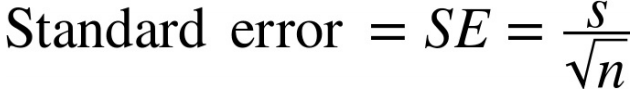 Standard error = SE = s/√n